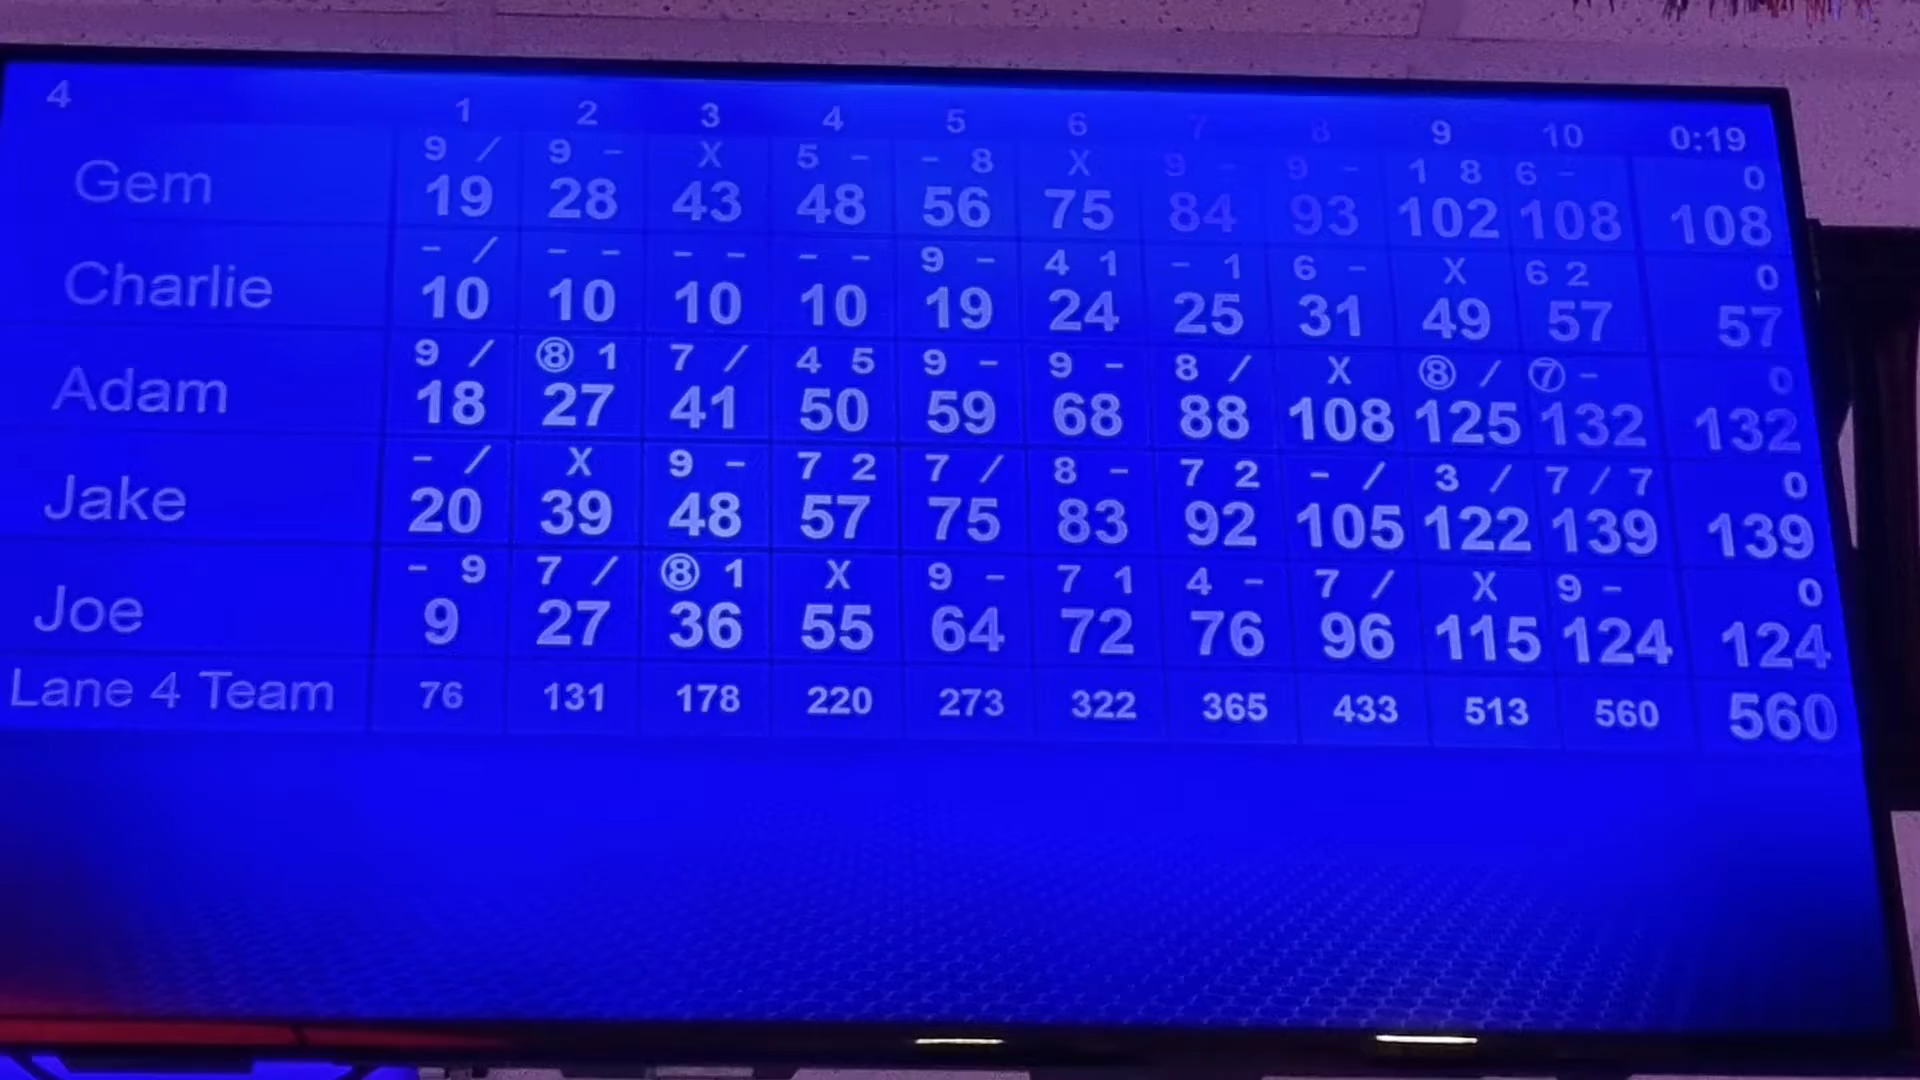 4 1 2 3 4 5 6 7 8 9 10 0:19
9 / 9 - X 5 - - 8 X 9 - 9 - 1 8 6 - 0
Gem 19 28 43 48 56 75 84 93 102 108 108
- / - - - - - - 9 - 4 1 - 1 6 - X 6 2 0
Charlie 10 10 10 10 19 24 25 31 49 57 57
9 / ⑧ 1 7 / 4 5 9 - 9 - 8 / X ⑧ / ⑦ - 0
Adam 18 27 41 50 59 68 88 108 125 132 132
- / X 9 - 7 2 7 / 8 - 7 2 - / 3 / 7 / 7 0
Jake 20 39 48 57 75 83 92 105 122 139 139
- 9 7 / ⑧ 1 X 9 - 7 1 4 - 7 / X 9 - 0
Joe 9 27 36 55 64 72 76 96 115 124 124
Lane 4 Team 76 131 178 220 273 322 365 433 513 560 560